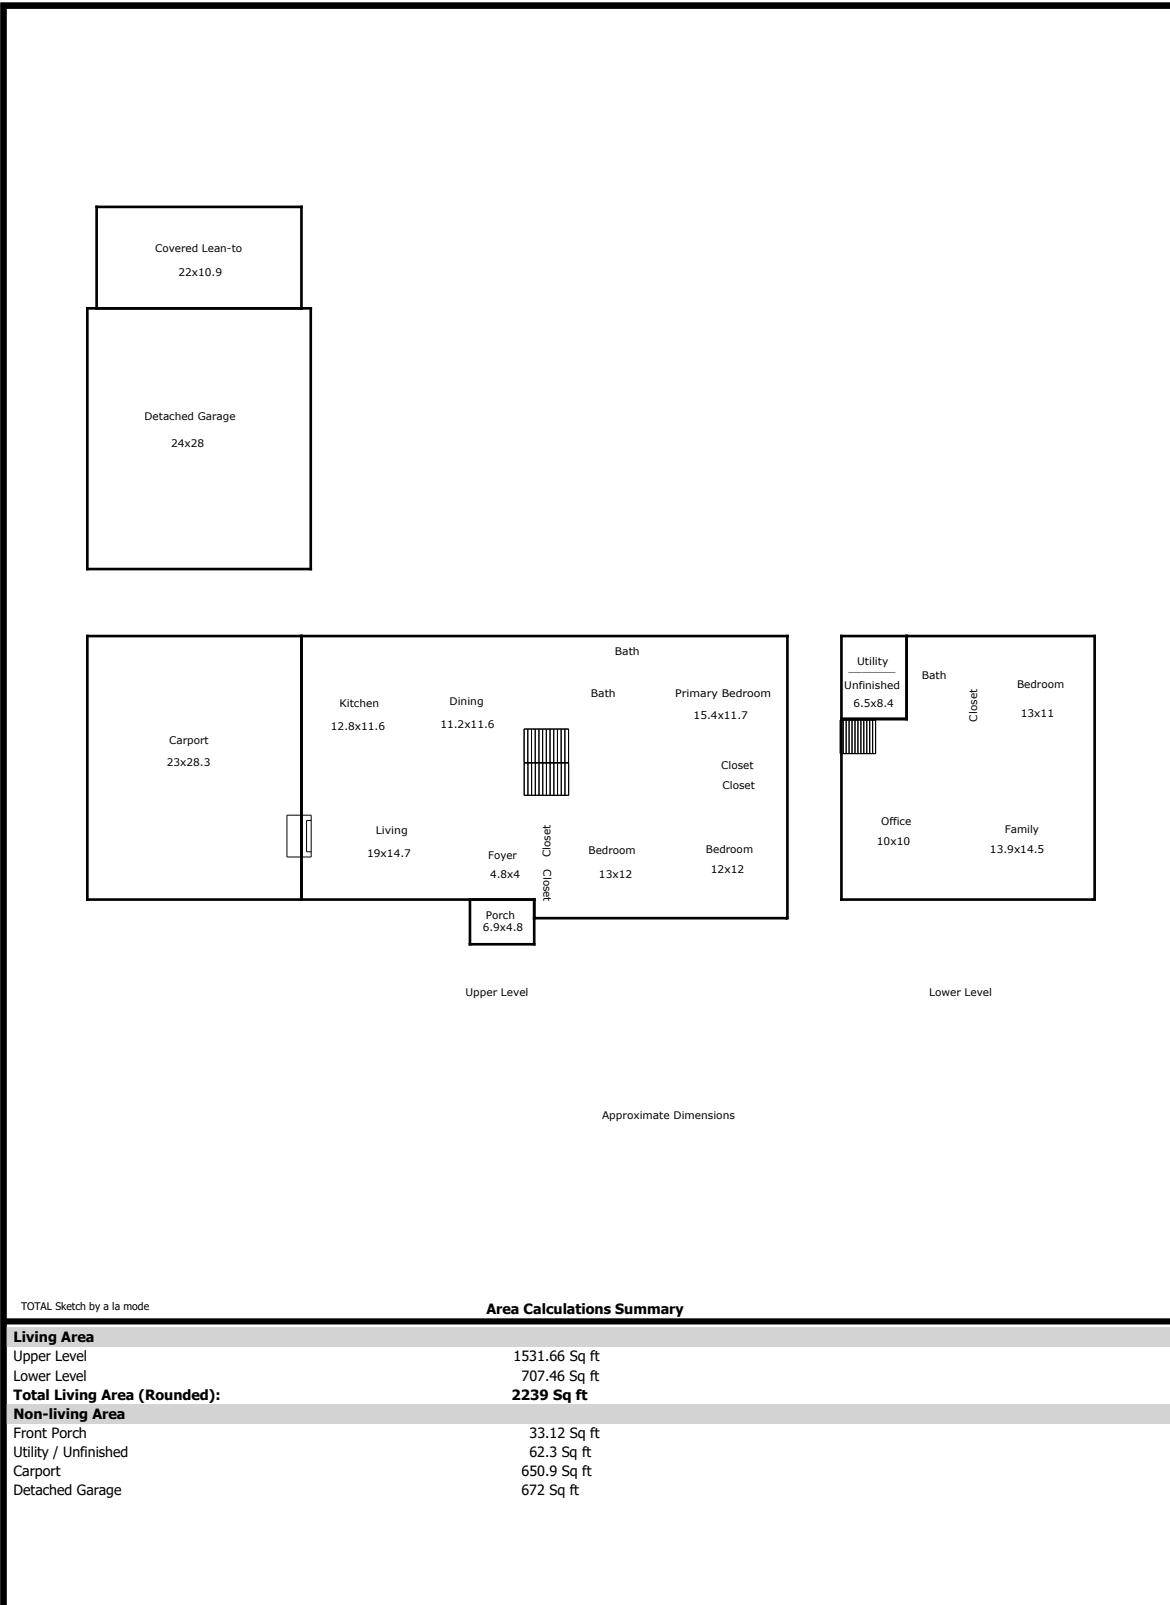 Covered Lean-to
22x10.9
Detached Garage
24x28
Carport
23x28.3
Kitchen
12.8x11.6
Dining
11.2x11.6
Bath
Bath
Primary Bedroom
15.4x11.7
Closet
Closet
Living
19x14.7
Foyer
4.8x4
Closet
Closet
Bedroom
13x12
Bedroom
12x12
Porch
6.9x4.8
Upper Level
Utility
Unfinished
6.5x8.4
Bath
Closet
Bedroom
13x11
Office
10x10
Family
13.9x14.5
Lower Level
Approximate Dimensions
TOTAL Sketch by a la mode
Area Calculations Summary
Living Area
Upper Level 1531.66 Sq ft
Lower Level 707.46 Sq ft
Total Living Area (Rounded): 2239 Sq ft
Non-living Area
Front Porch 33.12 Sq ft
Utility / Unfinished 62.3 Sq ft
Carport 650.9 Sq ft
Detached Garage 672 Sq ft